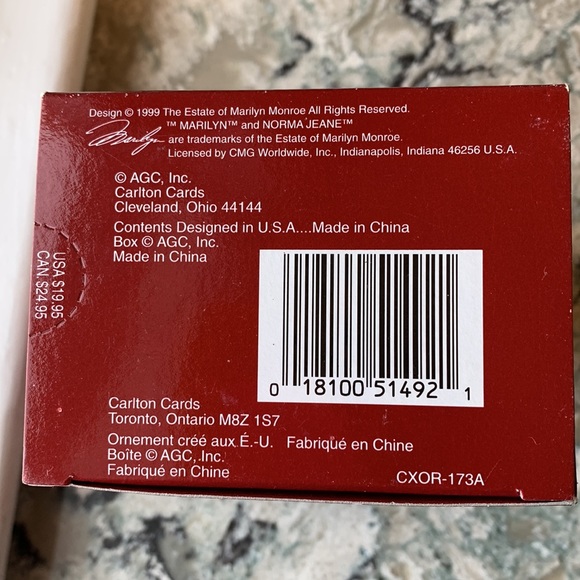 Design © 1999 The Estate of Marilyn Monroe All Rights Reserved.
™ MARILYN™ and NORMA JEANE™
Marilyn
are trademarks of the Estate of Marilyn Monroe.
Licensed by CMG Worldwide, Inc., Indianapolis, Indiana 46256 U.S.A.
© AGC, Inc.
Carlton Cards
Cleveland, Ohio 44144
Contents Designed in U.S.A....Made in China
Box © AGC, Inc.
Made in China
USA $19.95
CAN. $24.95
0 18100 51492 1
Carlton Cards
Toronto, Ontario M8Z 1S7
Ornement créé aux É.-U. Fabriqué en Chine
Boîte © AGC, Inc.
Fabriqué en Chine
CXOR-173A